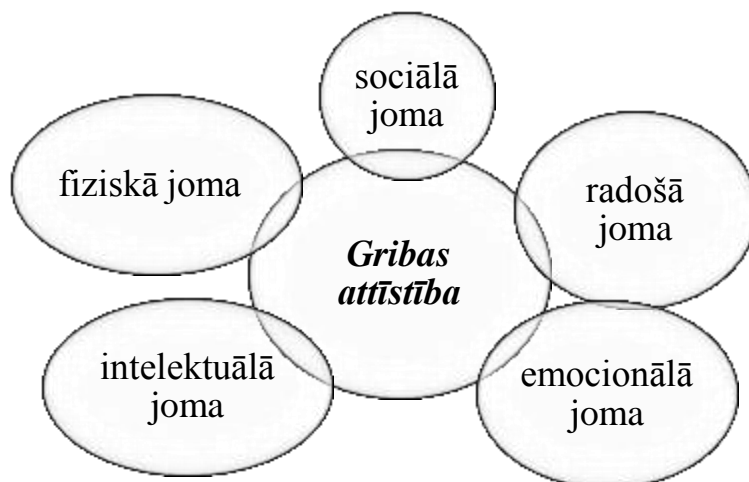 sociālā
joma
fiziskā joma
radošā
joma
Gribas
attīstība
intelektuālā
joma
emocionālā
joma